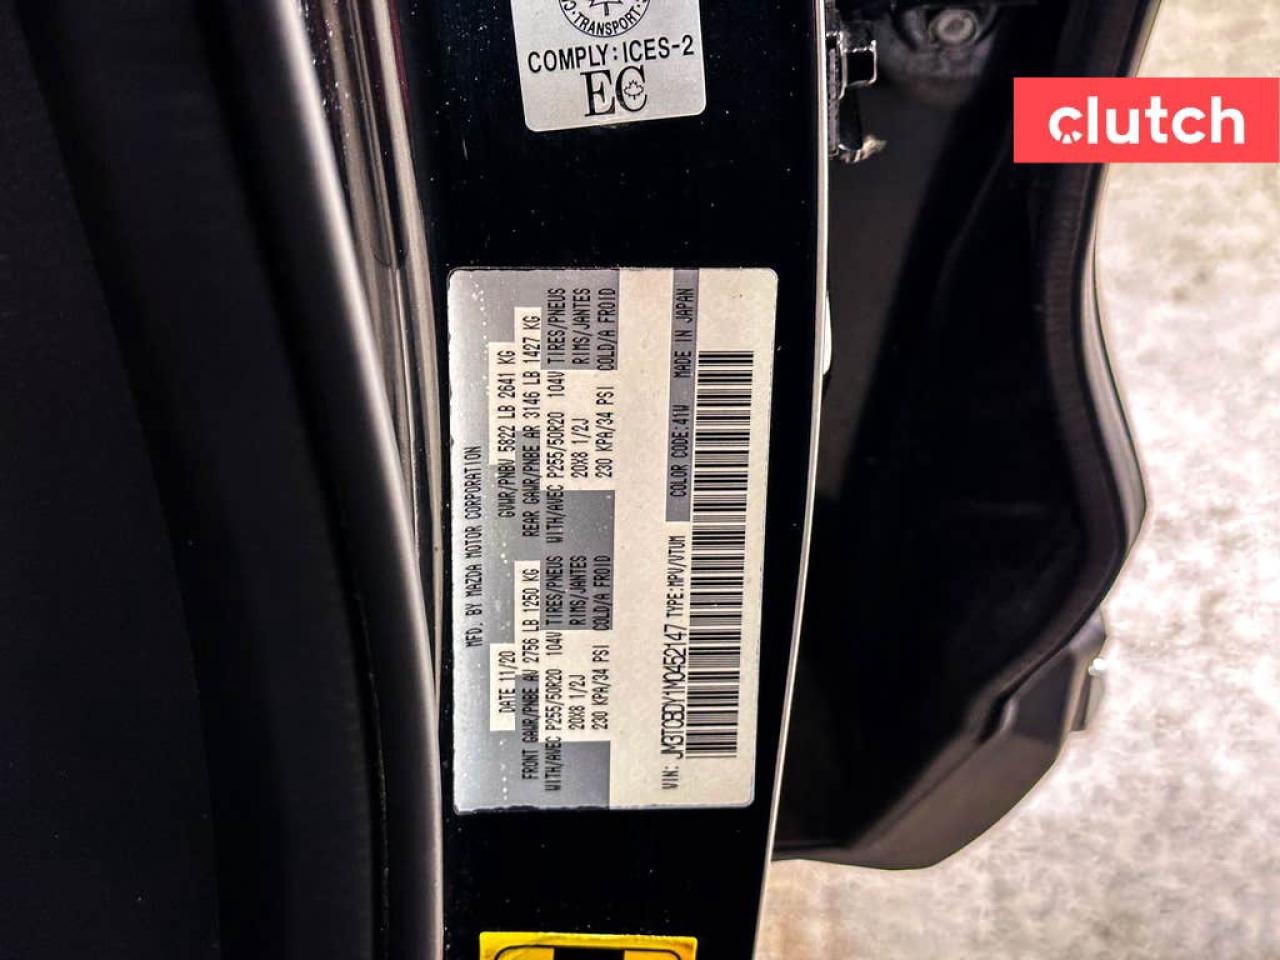 TRANSPORT
COMPLY: ICES-2
EC
clutch
MFD. BY MAZDA MOTOR CORPORATION
DATE 11/20 GVWR/PNBV 5822 LB 2641 KG
FRONT GAWR/PNBE AV 2756 LB 1250 KG REAR GAWR/PNBE AR 3146 LB 1427 KG
WITH/AVEC P255/50R20 104V TIRES/PNEUS WITH/AVEC P255/50R20 104V TIRES/PNEUS
20X8 1/2J RIMS/JANTES 20X8 1/2J RIMS/JANTES
230 KPA/34 PSI COLD/A FROID 230 KPA/34 PSI COLD/A FROID
VIN: JM3TCBDY1M0452147 TYPE:MPV/VTUM COLOR CODE:41W MADE IN JAPAN